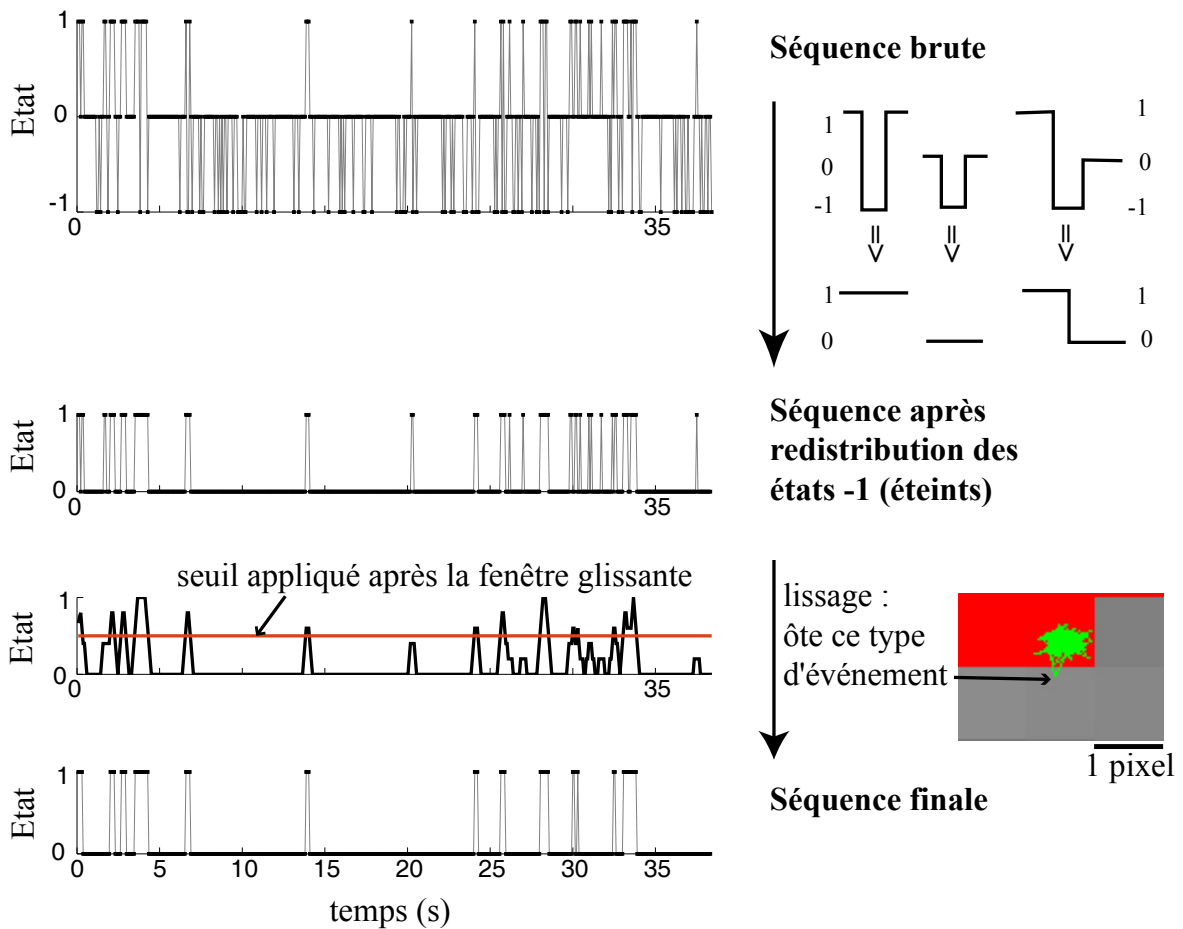 1
Etat
0
-1
0
35
Séquence brute
1
0
-1
1
0
-1
=>
=>
=>
1
0
1
0
1
Etat
0
0
35
Séquence après
redistribution des
états -1 (éteints)
seuil appliqué après la fenêtre glissante
1
Etat
0
0
35
lissage :
ôte ce type
d'événement
1 pixel
1
Etat
0
0
5
10
15
20
25
30
35
temps (s)
Séquence finale